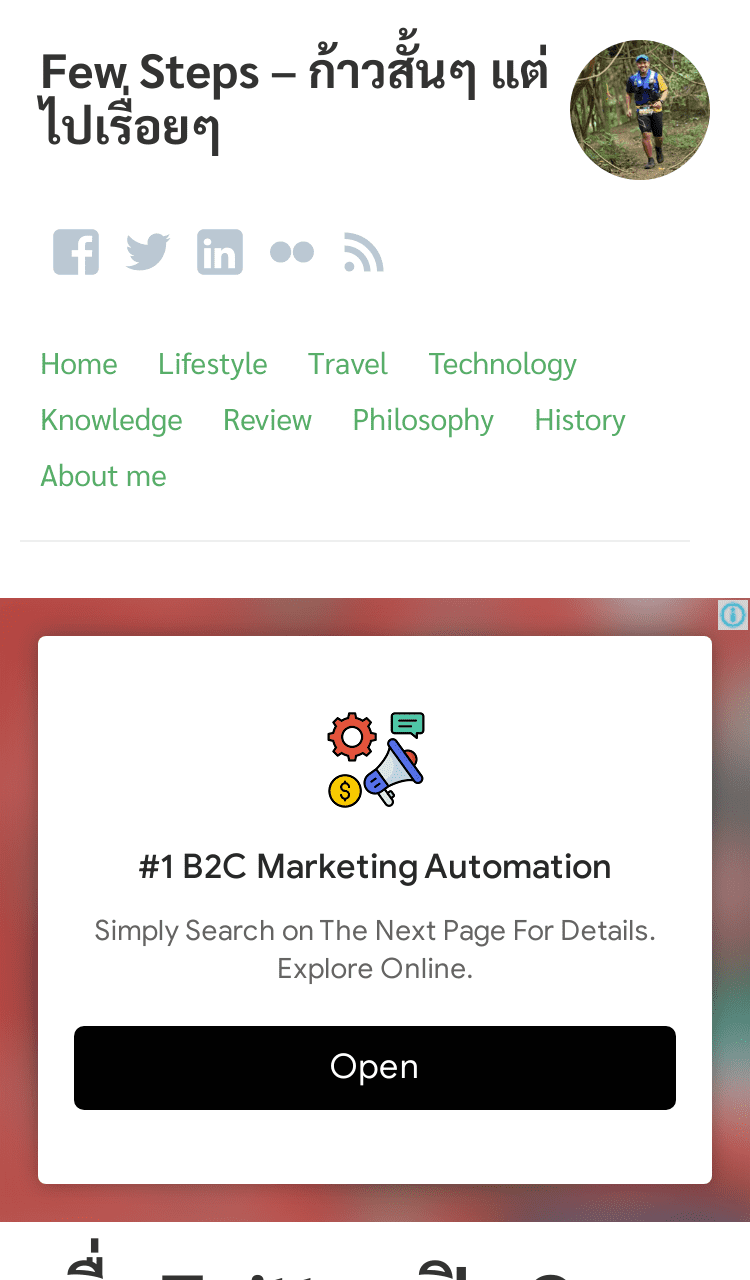 Few Steps – ก้าวสั้นๆ แต่
ไปเรื่อยๆ
Home Lifestyle Travel Technology
Knowledge Review Philosophy History
About me
#1 B2C Marketing Automation
Simply Search on The Next Page For Details.
Explore Online.
Open